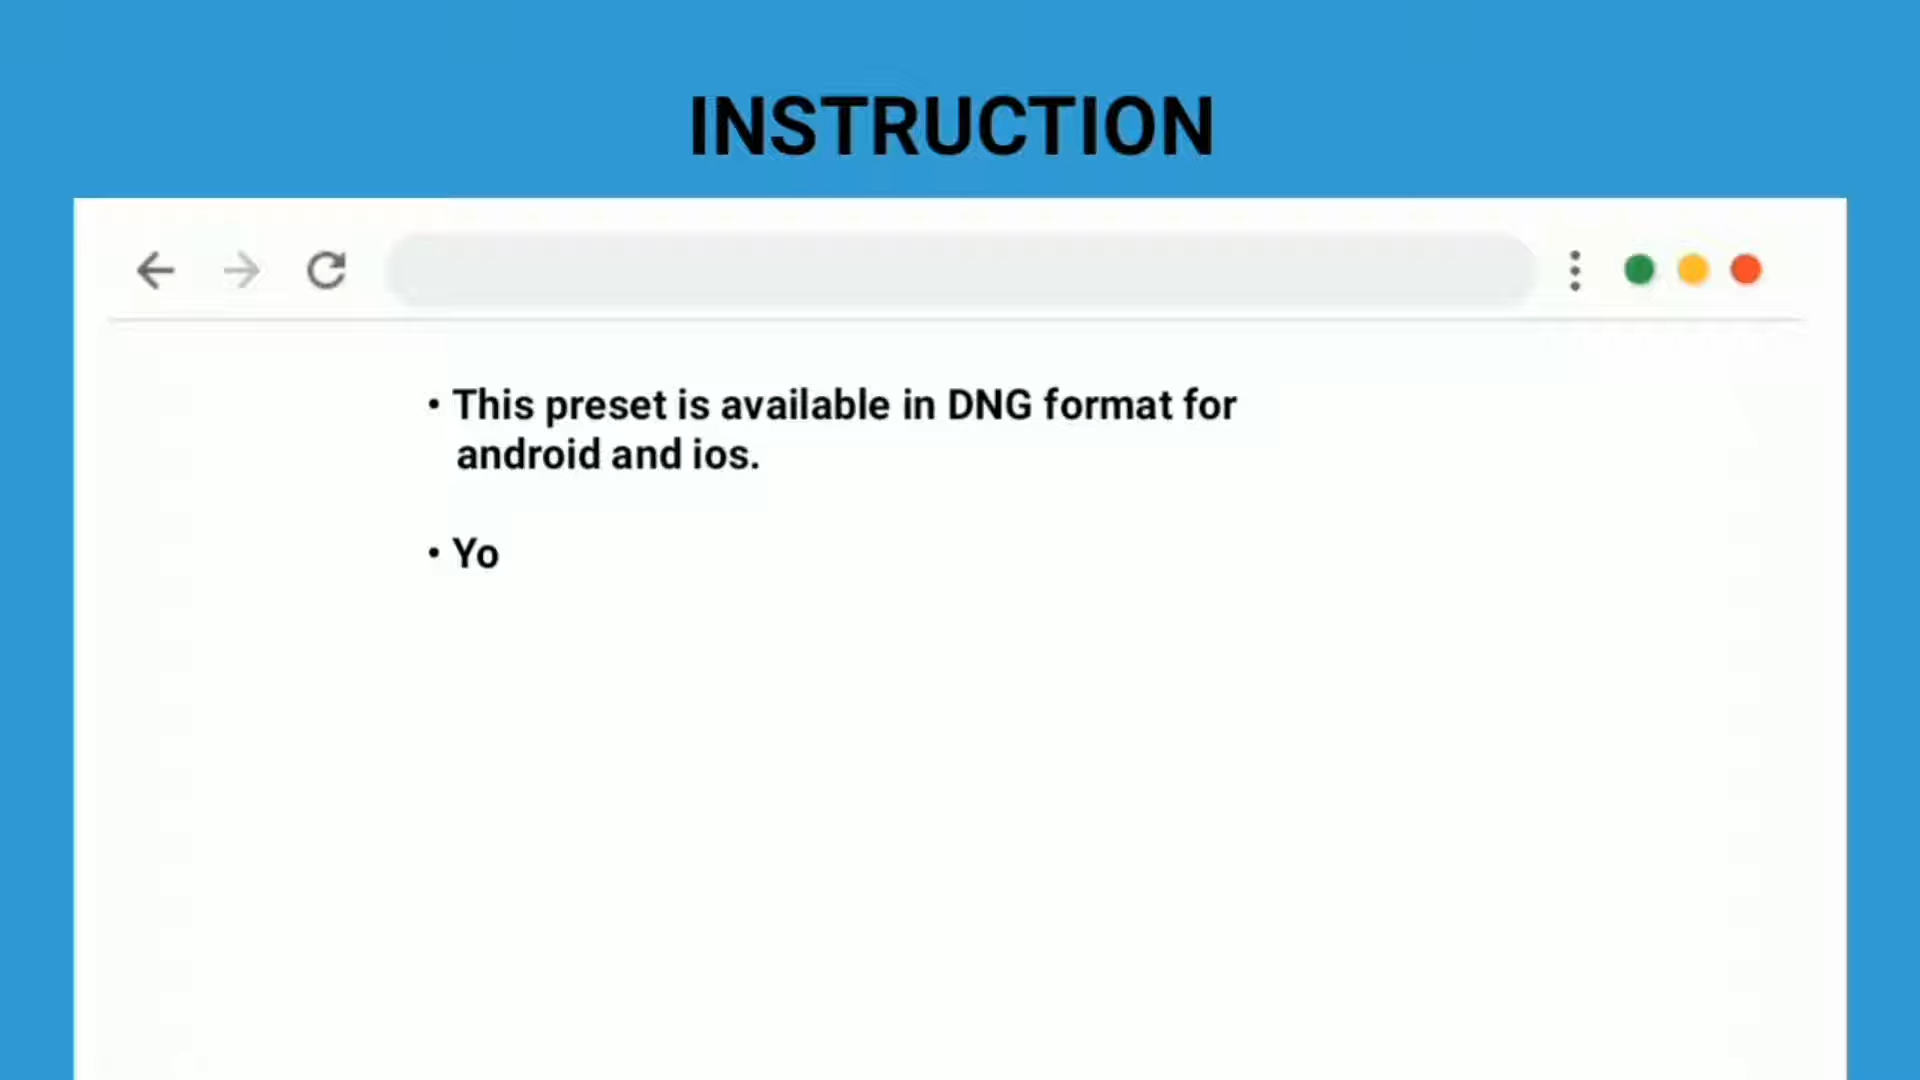 INSTRUCTION
• This preset is available in DNG format for
android and ios.
• Yo